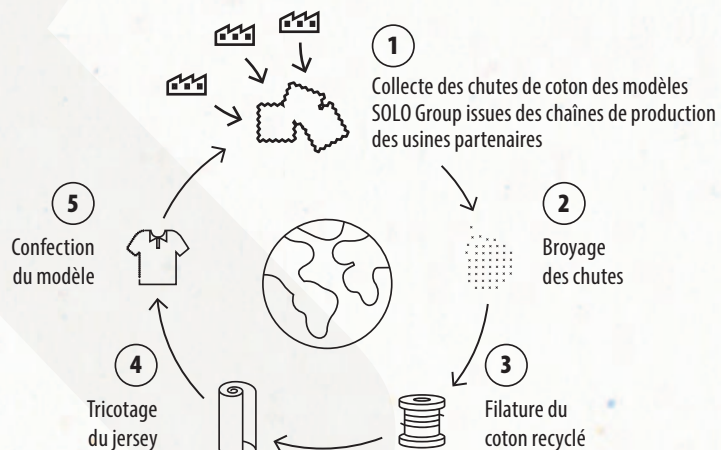 1
Collecte des chutes de coton des modèles
SOLO Group issues des chaînes de production
des usines partenaires
2
Broyage
des chutes
3
Filature du
coton recyclé
4
Tricotage
du jersey
5
Confection
du modèle